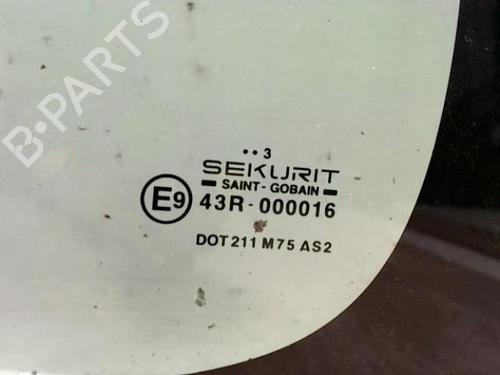 B-PARTS
•• 3
SEKURIT
SAINT-GOBAIN
E9 43R-000016
DOT 211 M75 AS2